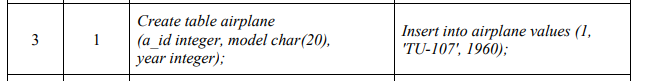 3
1
Create table airplane
(a_id integer, model char(20),
year integer);
Insert into airplane values (1,
'TU-107', 1960);